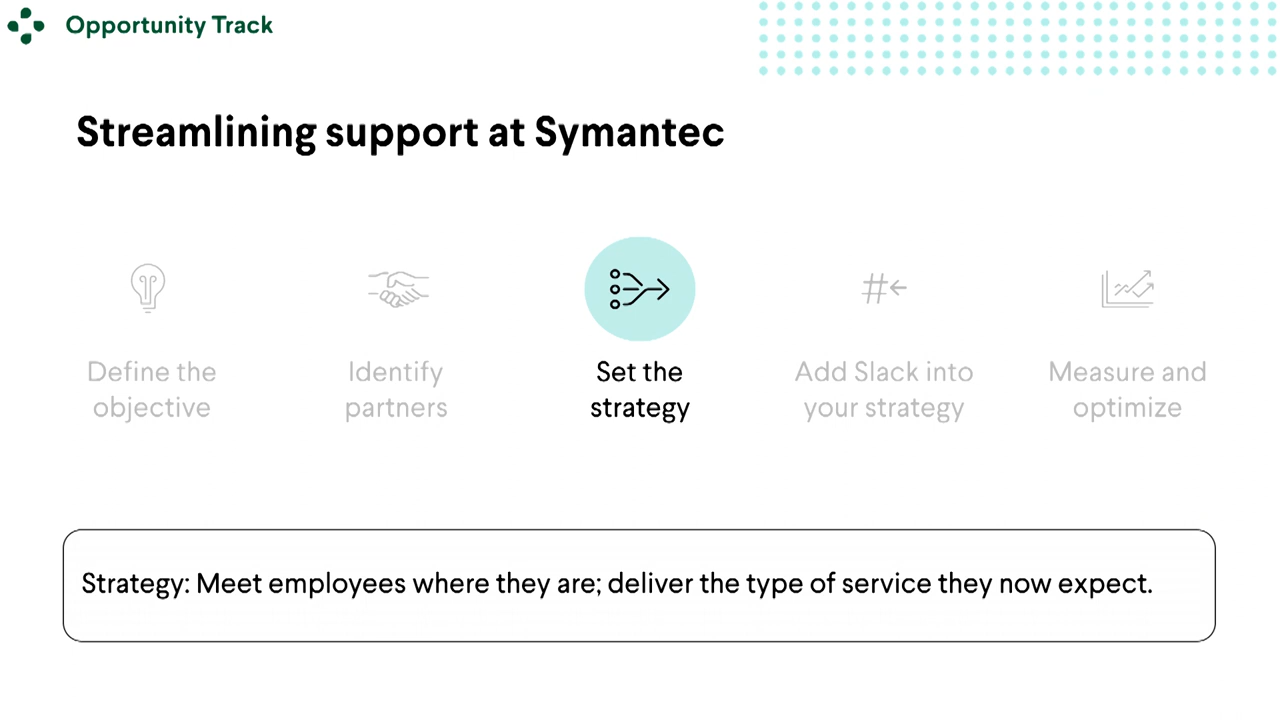 Opportunity Track
Streamlining support at Symantec
Define the
objective
Identify
partners
Set the
strategy
Add Slack into
your strategy
Measure and
optimize
Strategy: Meet employees where they are; deliver the type of service they now expect.